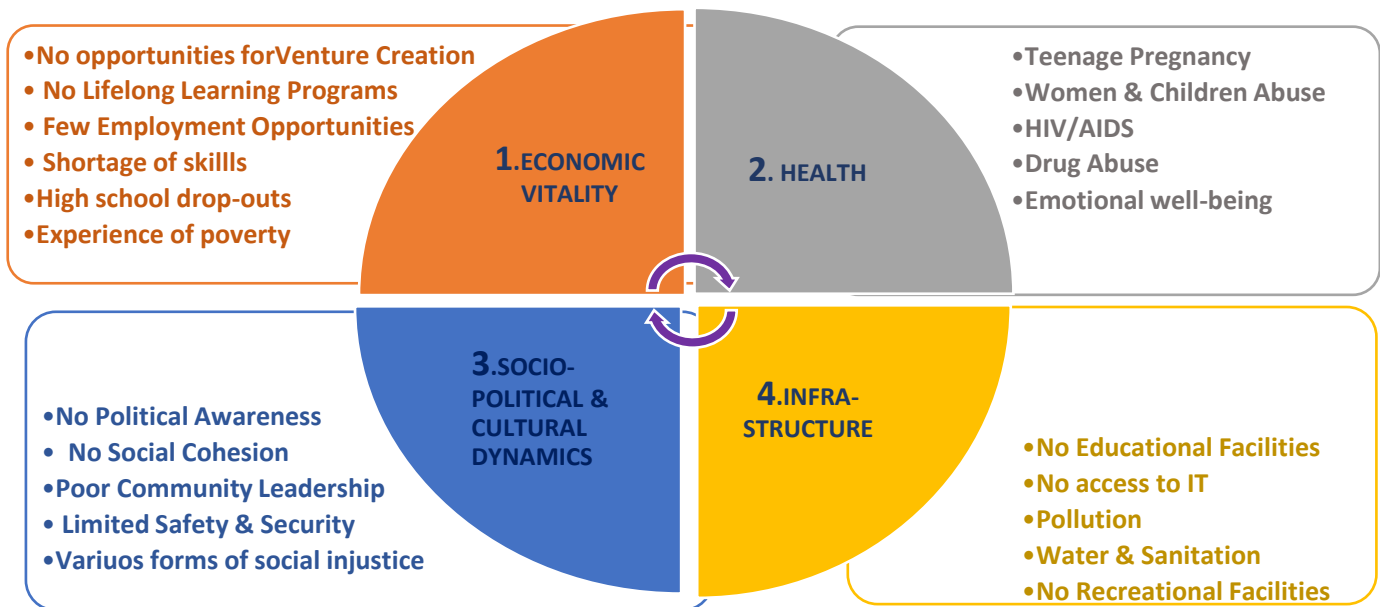 •No opportunities forVenture Creation
• No Lifelong Learning Programs
•Few Employment Opportunities
• Shortage of skillls
•High school drop-outs
•Experience of poverty
1.ECONOMIC
VITALITY
2. HEALTH
•Teenage Pregnancy
•Women & Children Abuse
•HIV/AIDS
•Drug Abuse
•Emotional well-being
•No Political Awareness
• No Social Cohesion
•Poor Community Leadership
• Limited Safety & Security
•Variuos forms of social injustice
3.SOCIO-
POLITICAL &
CULTURAL
DYNAMICS
4.INFRA-
STRUCTURE
•No Educational Facilities
•No access to IT
•Pollution
•Water & Sanitation
•No Recreational Facilities